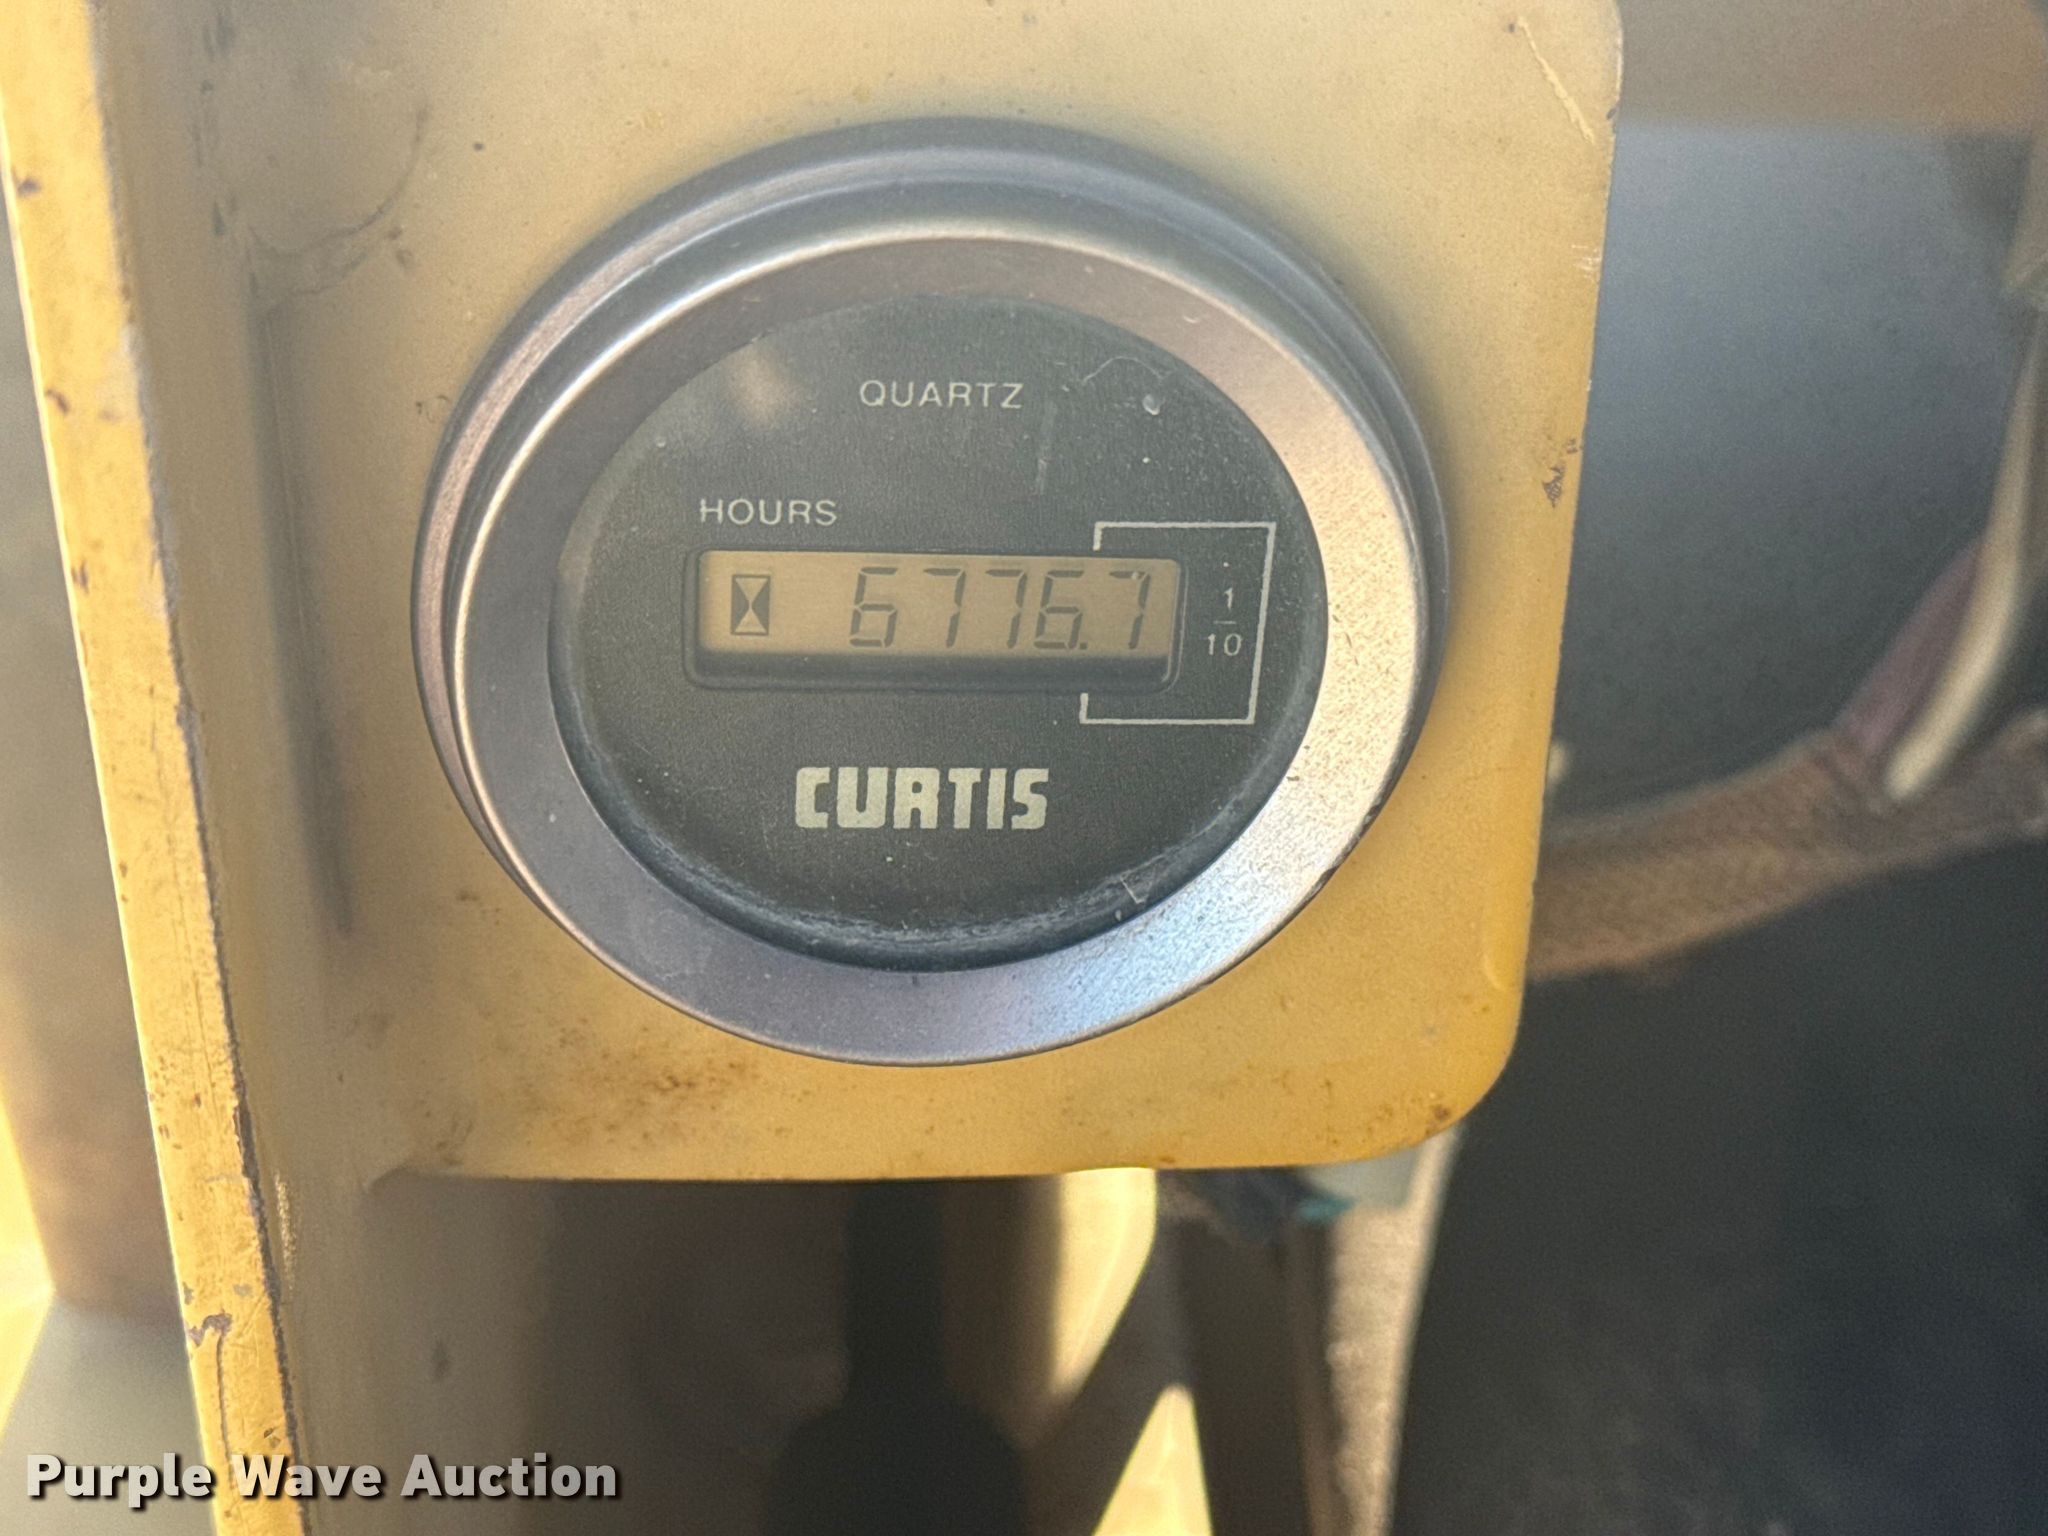 QUARTZ
HOURS
6776.7
1
10
CURTIS
Purple Wave Auction